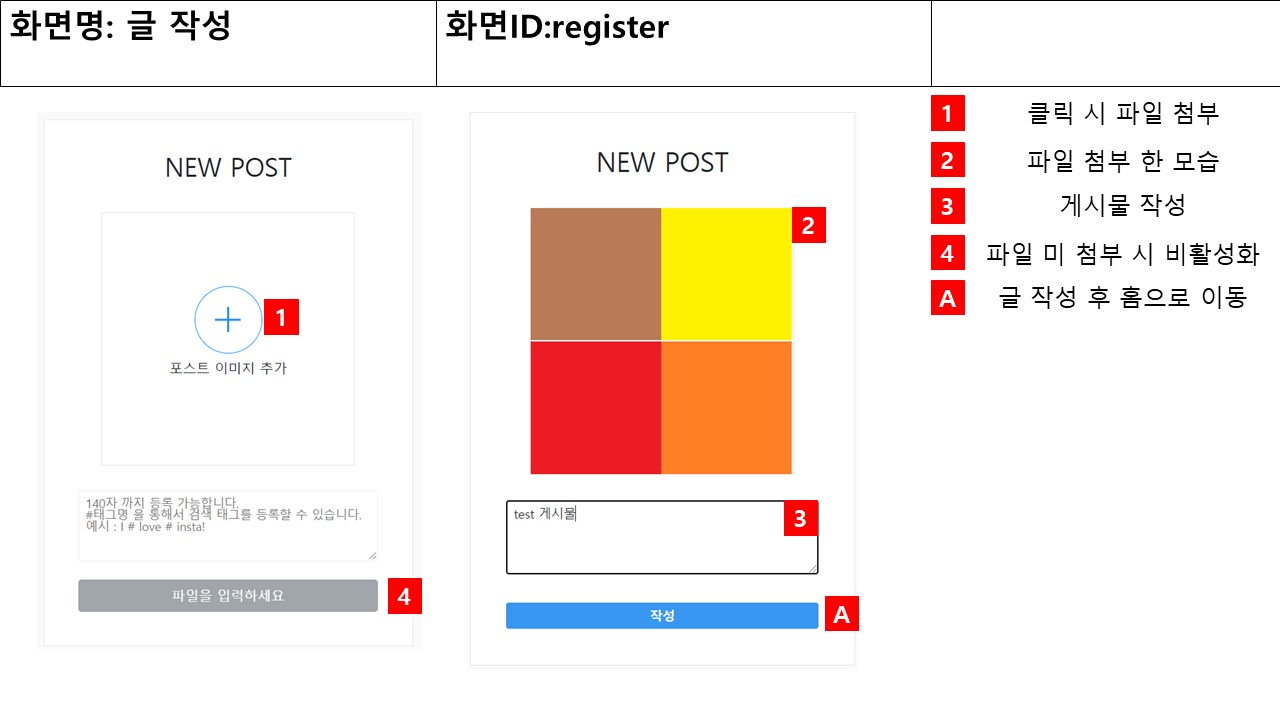 화면명: 글 작성
화면ID:register
NEW POST
1
포스트 이미지 추가
140자 까지 등록 가능합니다.
#태그명 을 통해서 검색 태그를 등록할 수 있습니다.
예시 : I # love # insta!
파일을 입력하세요
4
NEW POST
2
test 게시물
3
작성
A
1 클릭 시 파일 첨부
2 파일 첨부 한 모습
3 게시물 작성
4 파일 미 첨부 시 비활성화
A 글 작성 후 홈으로 이동